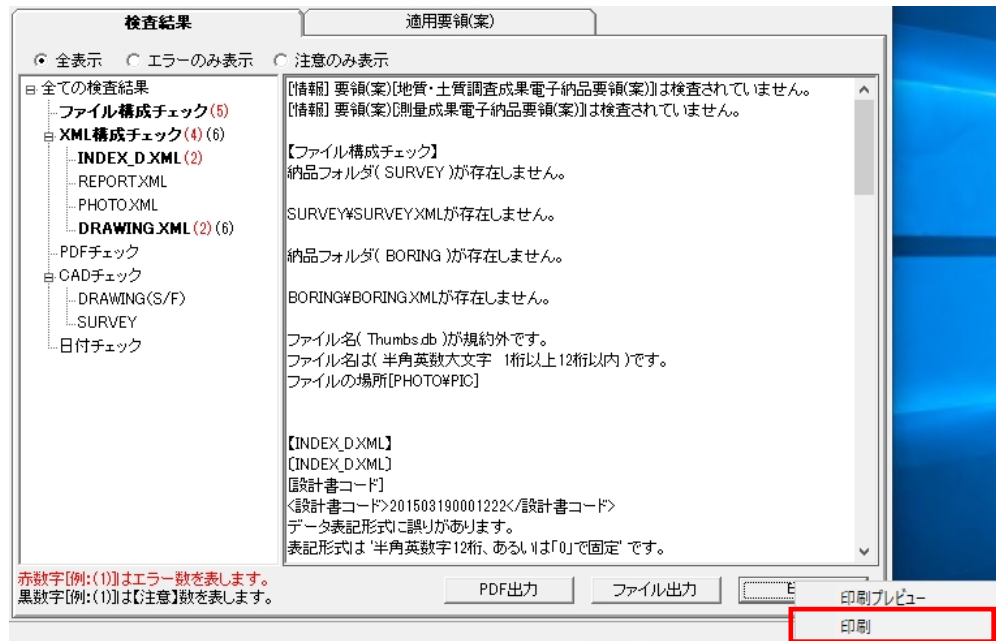 検査結果
適用要領(案)
全表示 エラーのみ表示 注意のみ表示
全ての検査結果
ファイル構成チェック(5)
XML構成チェック(4)(6)
INDEX_D.XML(2)
REPORT.XML
PHOTO.XML
DRAWING.XML(2)(6)
PDFチェック
CADチェック
DRAWING(S/F)
SURVEY
日付チェック
[情報] 要領(案)[地質・土質調査成果電子納品要領(案)]は検査されていません。
[情報] 要領(案)[測量成果電子納品要領(案)]は検査されていません。
【ファイル構成チェック】
納品フォルダ( SURVEY )が存在しません。
SURVEY¥SURVEY.XMLが存在しません。
納品フォルダ( BORING )が存在しません。
BORING¥BORING.XMLが存在しません。
ファイル名( Thumbs.db )が規約外です。
ファイル名は( 半角英数大文字 1桁以上12桁以内 )です。
ファイルの場所[PHOTO¥PIC]
【INDEX_D.XML】
[INDEX_D.XML]
[設計書コード]
<設計書コード>201503190001222</設計書コード>
データ表記形式に誤りがあります。
表記形式は '半角英数字12桁、あるいは「0」で固定' です。
赤数字[例:(1)]はエラー数を表します。
黒数字[例:(1)]は【注意】数を表します。
PDF出力
ファイル出力
印刷プレビュー
印刷